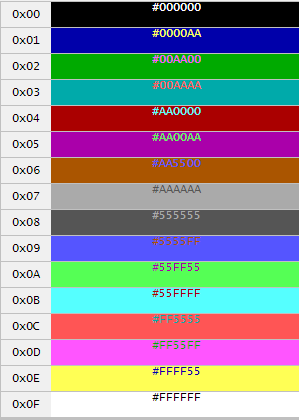 0x00 #000000
0x01 #0000AA
0x02 #00AA00
0x03 #00AAAA
0x04 #AA0000
0x05 #AA00AA
0x06 #AA5500
0x07 #AAAAAA
0x08 #555555
0x09 #5555FF
0x0A #55FF55
0x0B #55FFFF
0x0C #FF5555
0x0D #FF55FF
0x0E #FFFF55
0x0F #FFFFFF